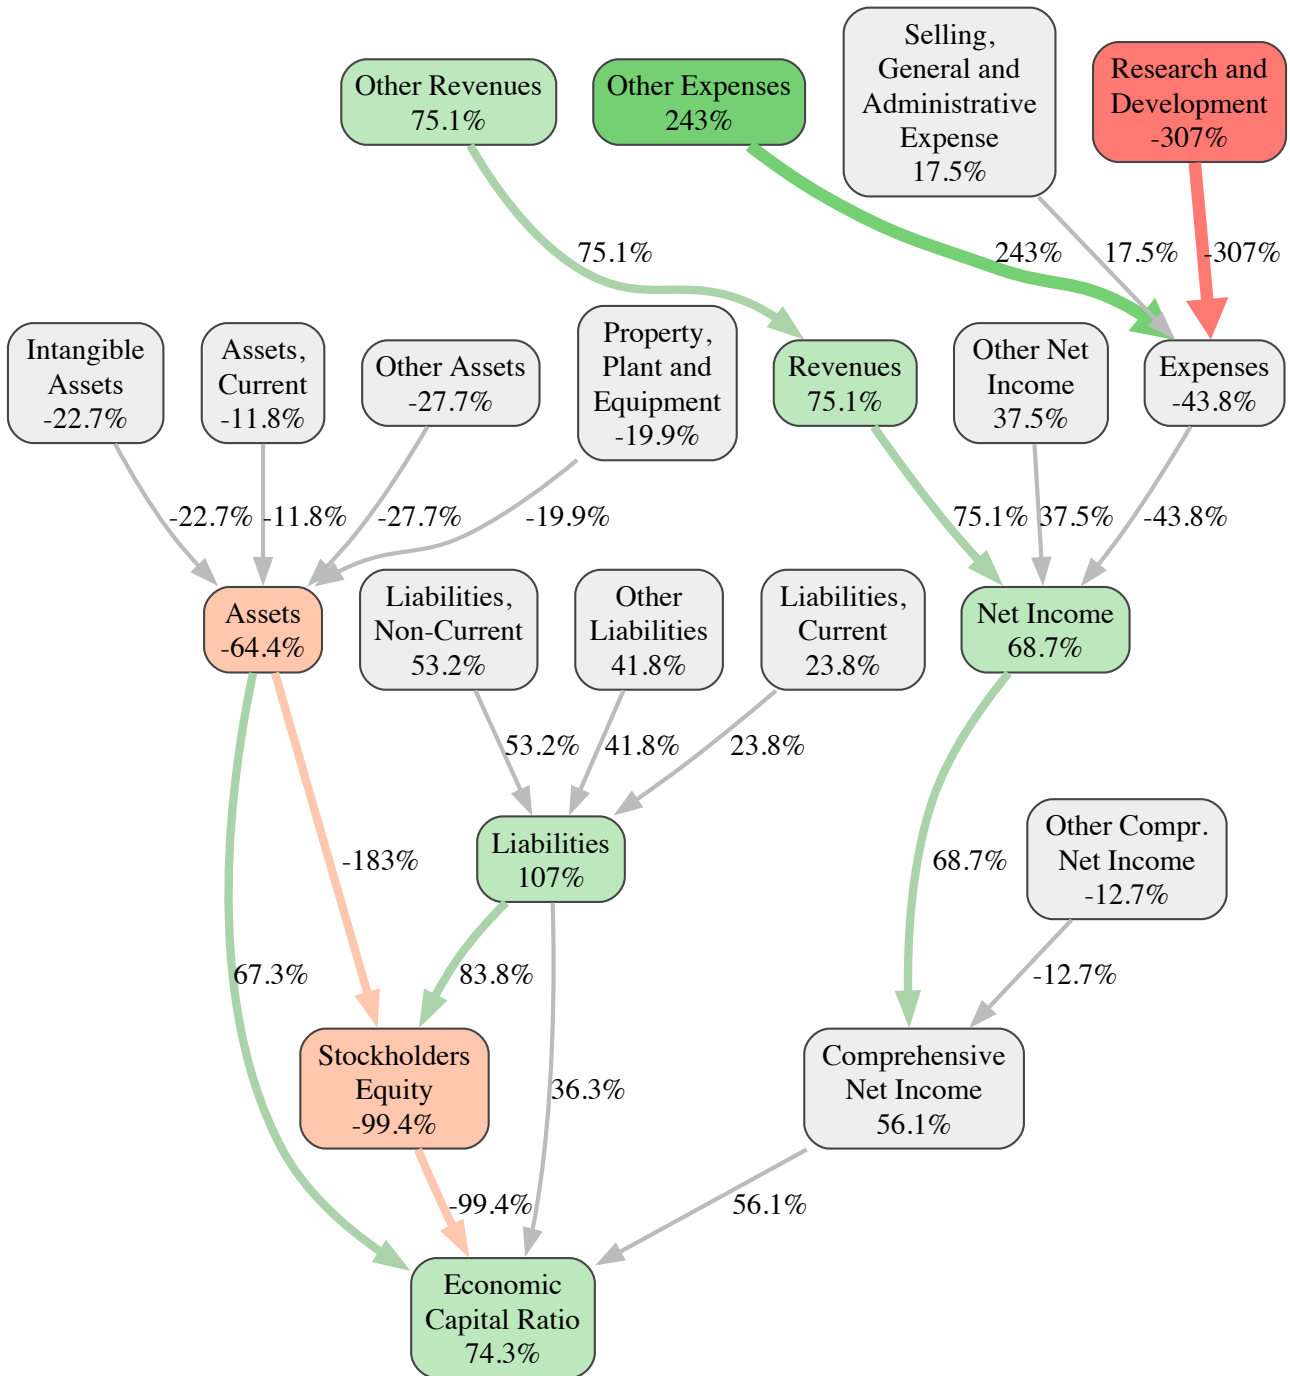 Selling,
General and
Administrative
Expense
17.5%
Other Revenues
75.1%
Other Expenses
243%
Research and
Development
-307%
75.1%
243%
17.5%
-307%
Intangible
Assets
-22.7%
Assets,
Current
-11.8%
Other Assets
-27.7%
Property,
Plant and
Equipment
-19.9%
Revenues
75.1%
Other Net
Income
37.5%
Expenses
-43.8%
-22.7%
-11.8%
-27.7%
-19.9%
75.1%
37.5%
-43.8%
Assets
-64.4%
Liabilities,
Non-Current
53.2%
Other
Liabilities
41.8%
Liabilities,
Current
23.8%
Net Income
68.7%
53.2%
41.8%
23.8%
Liabilities
107%
Other Compr.
Net Income
-12.7%
-183%
68.7%
67.3%
83.8%
-12.7%
Stockholders
Equity
-99.4%
36.3%
Comprehensive
Net Income
56.1%
-99.4%
56.1%
Economic
Capital Ratio
74.3%